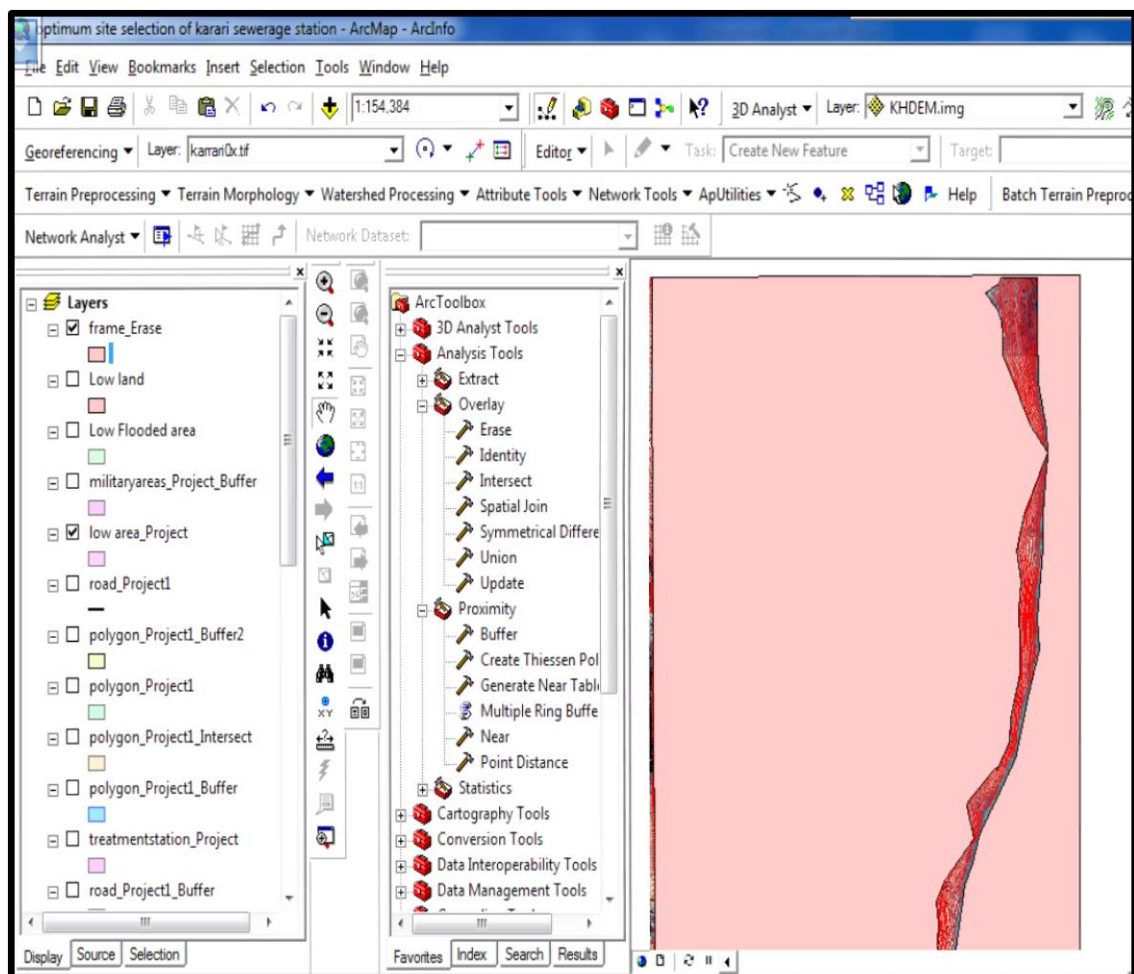 optimum site selection of karari sewerage station - ArcMap - ArcInfo
File Edit View Bookmarks Insert Selection Tools Window Help
1:154,384 3D Analyst Layer: KHDEM.img
Georeferencing Layer: karrari0x.tif Editor Task: Create New Feature Target:
Terrain Preprocessing Terrain Morphology Watershed Processing Attribute Tools Network Tools ApUtilities Help Batch Terrain Preproc
Network Analyst Network Dataset:
Layers
frame_Erase
Low land
Low Flooded area
militaryareas_Project_Buffer
low area_Project
road_Project1
polygon_Project1_Buffer2
polygon_Project1
polygon_Project1_Intersect
polygon_Project1_Buffer
treatmentstation_Project
road_Project1_Buffer
Display Source Selection
XY
1:1
ArcToolbox
3D Analyst Tools
Analysis Tools
Extract
Overlay
Erase
Identity
Intersect
Spatial Join
Symmetrical Differe
Union
Update
Proximity
Buffer
Create Thiessen Pol
Generate Near Table
Multiple Ring Buffe
Near
Point Distance
Statistics
Cartography Tools
Conversion Tools
Data Interoperability Tools
Data Management Tools
Favorites Index Search Results